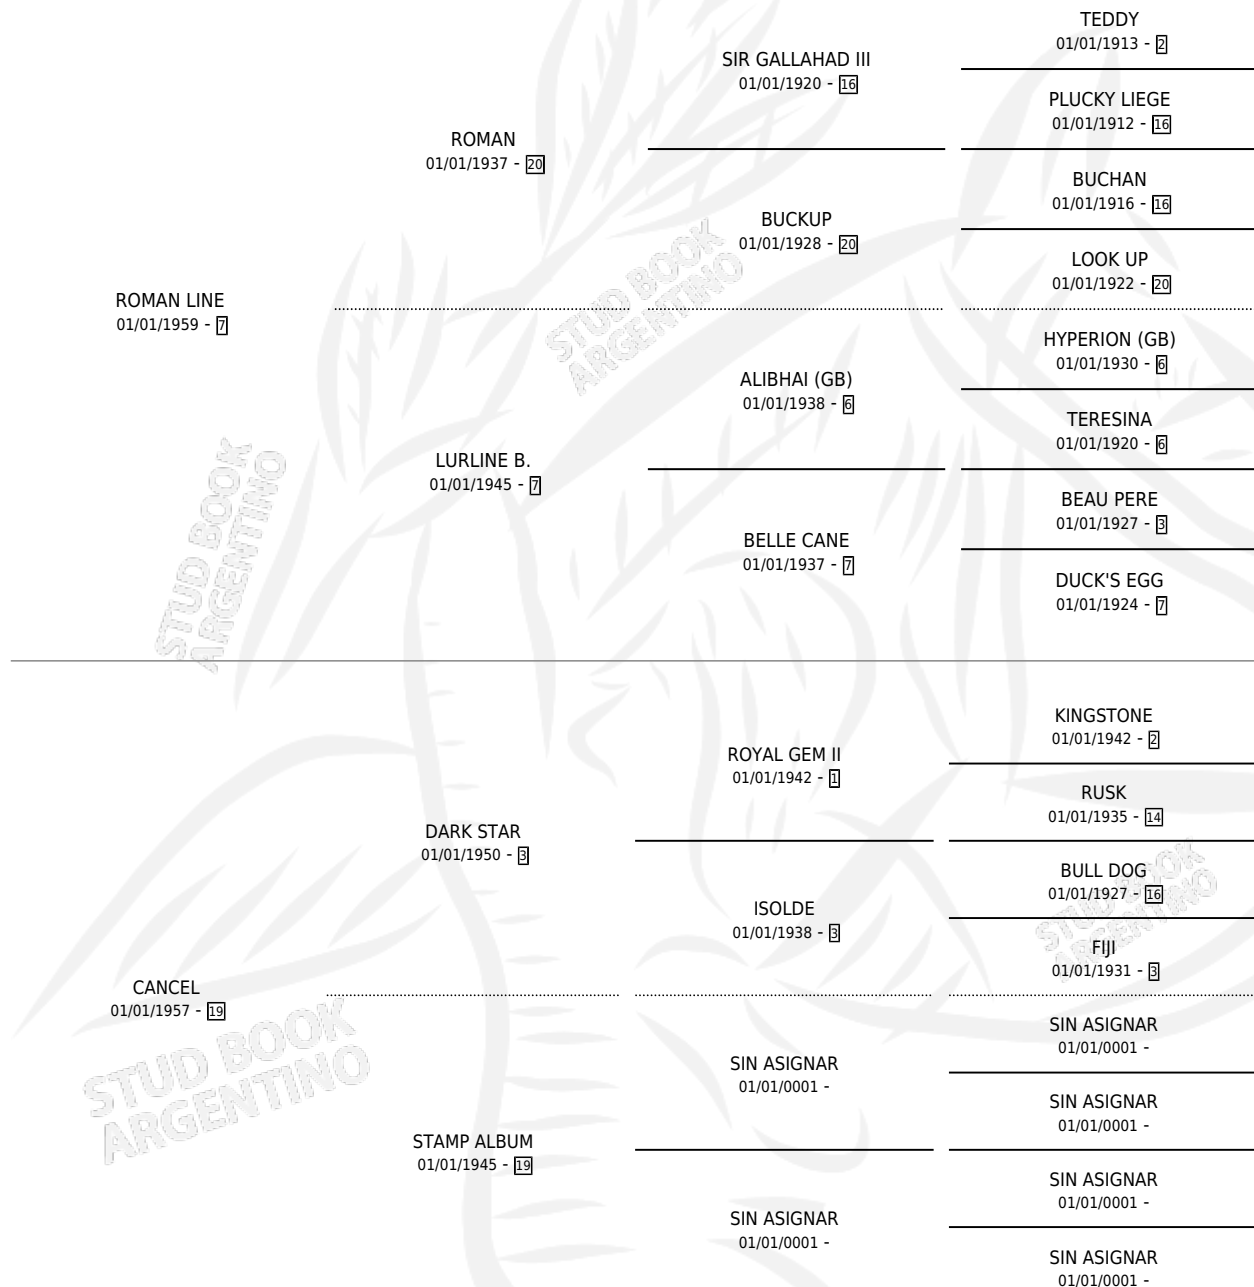 TEDDY
01/01/1913 - 2
SIR GALLAHAD III
01/01/1920 - 16
PLUCKY LIEGE
01/01/1912 - 16
ROMAN
01/01/1937 - 20
BUCHAN
01/01/1916 - 16
BUCKUP
01/01/1928 - 20
LOOK UP
01/01/1922 - 20
STUD BOOK
ARGENTINO
ROMAN LINE
01/01/1959 - 7
HYPERION (GB)
01/01/1930 - 6
ALIBHAI (GB)
01/01/1938 - 6
TERESINA
01/01/1920 - 6
LURLINE B.
01/01/1945 - 7
BEAU PERE
01/01/1927 - 3
BELLE CANE
01/01/1937 - 7
DUCK'S EGG
01/01/1924 - 7
STUD BOOK
ARGENTINO
KINGSTONE
01/01/1942 - 2
ROYAL GEM II
01/01/1942 - 1
RUSK
01/01/1935 - 14
DARK STAR
01/01/1950 - 3
BULL DOG
01/01/1927 - 16
ISOLDE
01/01/1938 - 3
FIJI
01/01/1931 - 3
STUD BOOK
ARGENTINO
CANCEL
01/01/1957 - 19
SIN ASIGNAR
01/01/0001 -
SIN ASIGNAR
01/01/0001 -
SIN ASIGNAR
01/01/0001 -
STUD BOOK
ARGENTINO
STAMP ALBUM
01/01/1945 - 19
SIN ASIGNAR
01/01/0001 -
SIN ASIGNAR
01/01/0001 -
SIN ASIGNAR
01/01/0001 -